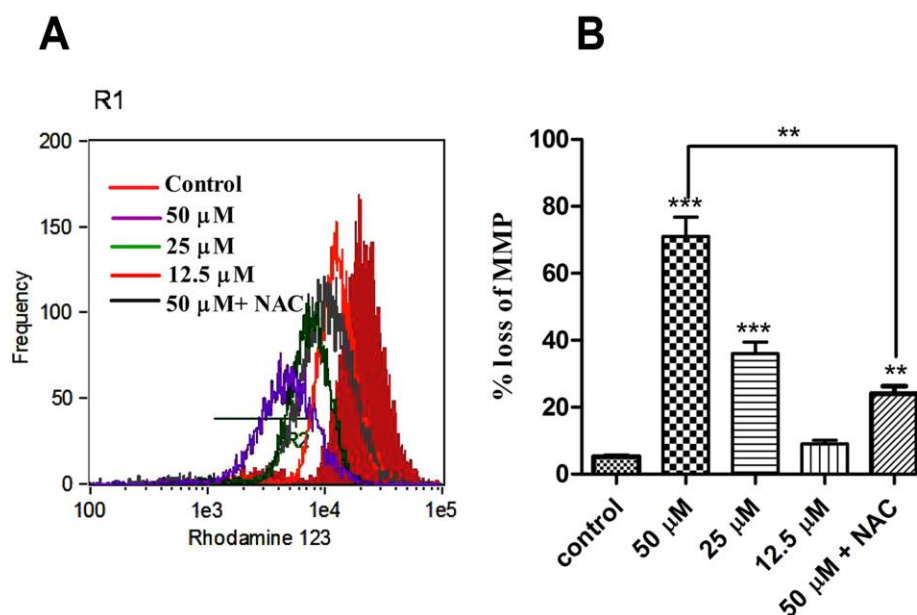 A
R1
200
150
100
50
0
Frequency
Control
50 µM
25 µM
12.5 µM
50 µM+ NAC
R2
100
1e3
1e4
1e5
Rhodamine 123
B
100
80
60
40
20
0
% loss of MMP
**
***
***
**
control
50 µM
25 µM
12.5 µM
50 µM + NAC